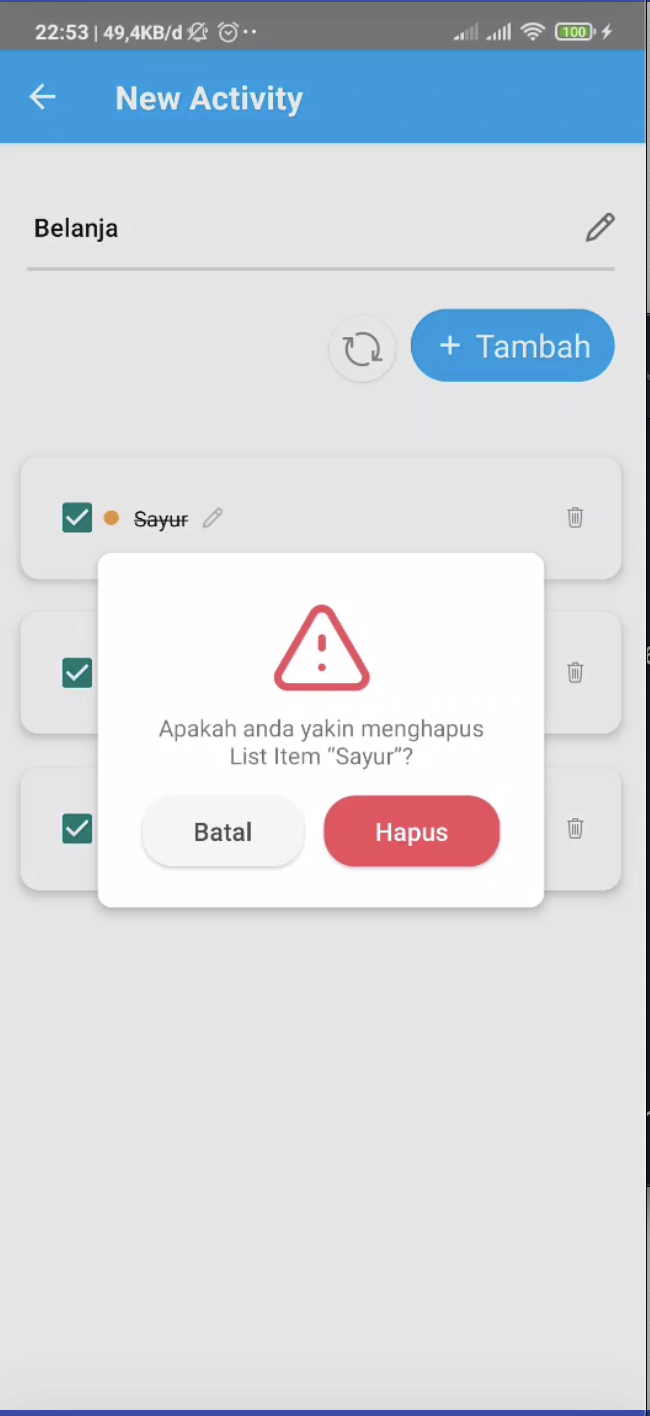 22:53 | 49,4KB/d
100
New Activity
Belanja
+ Tambah
Sayur
Apakah anda yakin menghapus
List Item “Sayur”?
Batal
Hapus